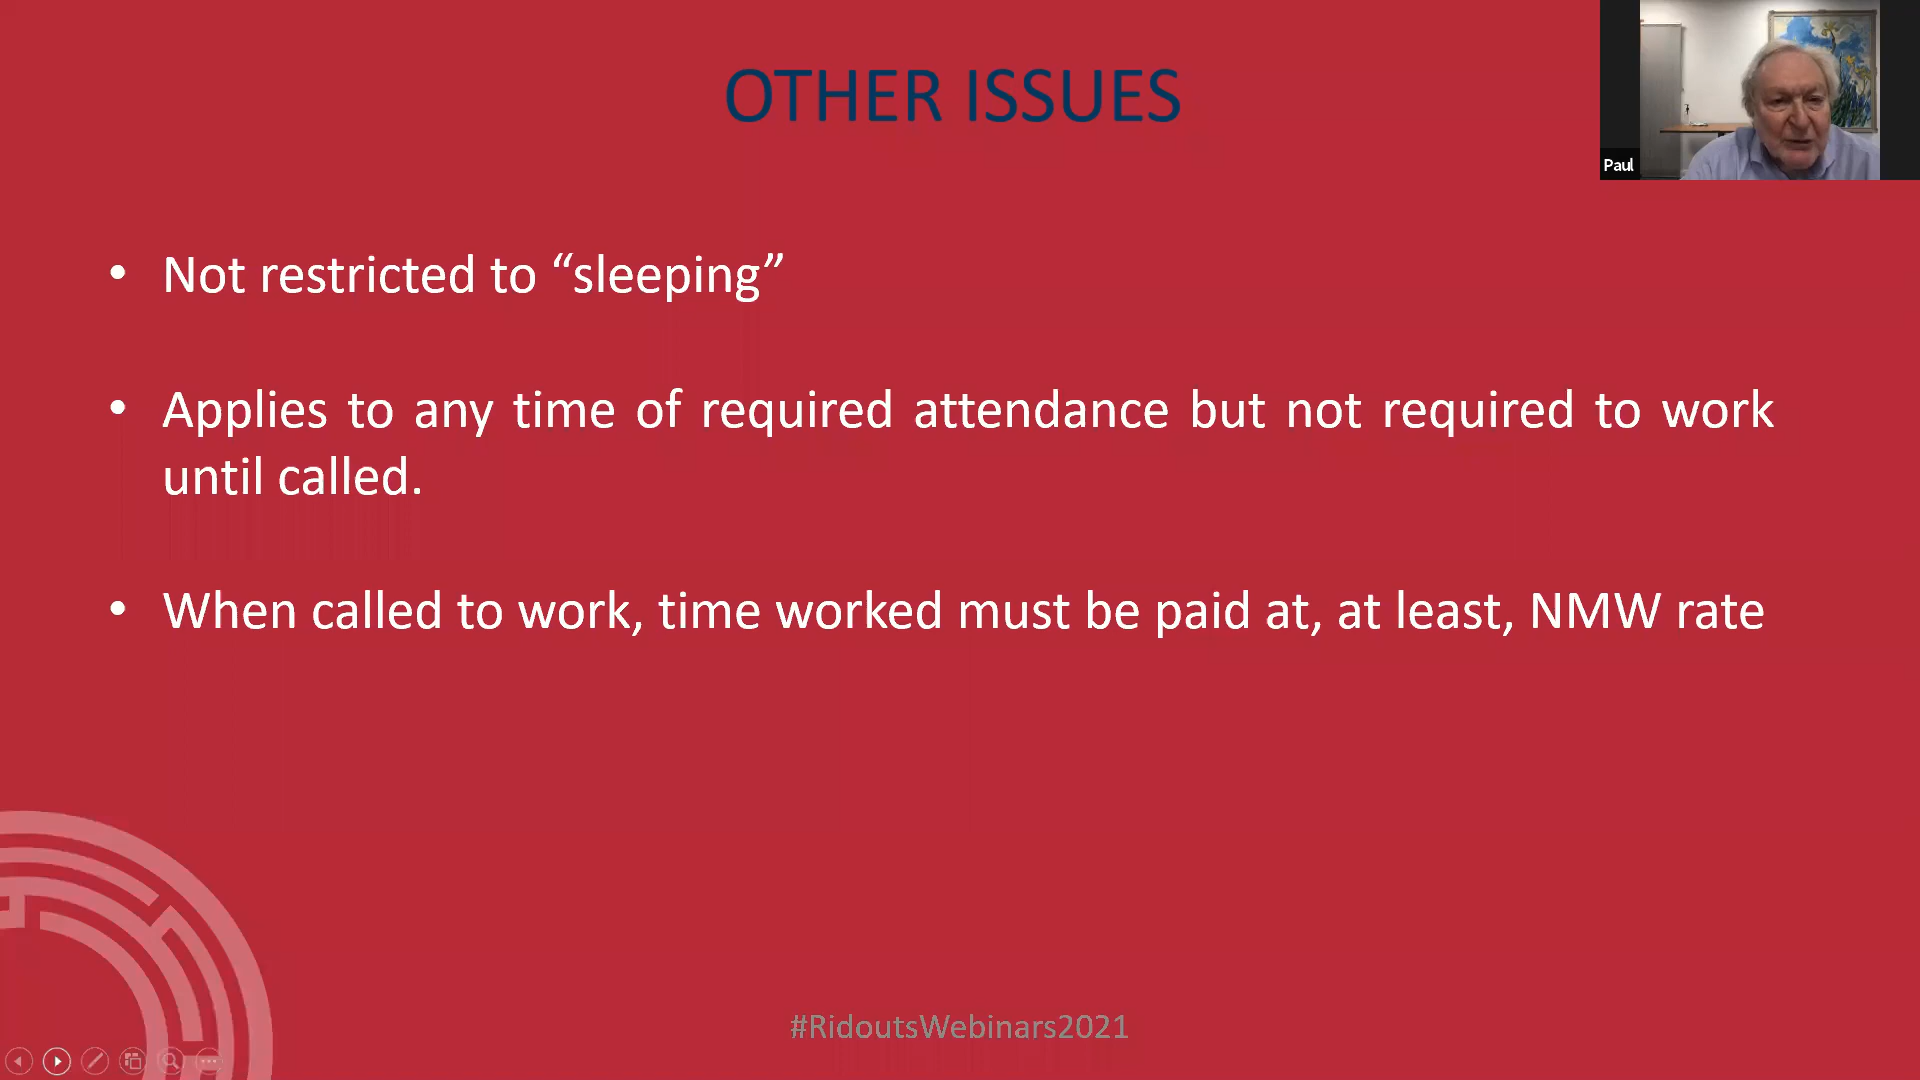 OTHER ISSUES
Paul
• Not restricted to “sleeping”
• Applies to any time of required attendance but not required to work
until called.
• When called to work, time worked must be paid at, at least, NMW rate
#RidoutsWebinars2021